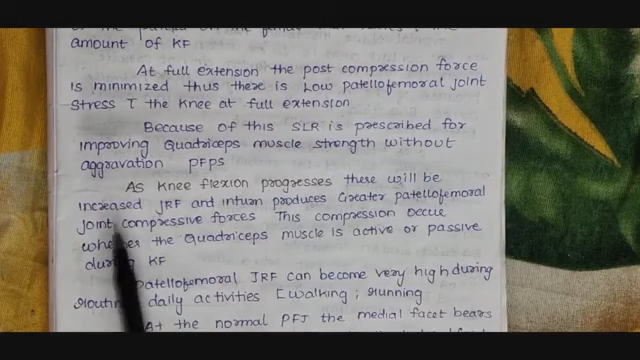 amount of KF
At full extension the post compression force
is minimized thus there is Low patellofemoral joint
stress T the Knee at full extension
Because of this SLR is prescribed for
improving Quadriceps muscle strength without
aggravation PFPS
As Knee flexion progresses there will be
increased JRF and inturn produces Greater patellofemoral
joint compressive forces This compression occue
whether the Quadriceps muscle is active or passive
during KF
patellofemoral JRF can become very high during
routine daily activities [walking ; running
At the normal PFJ the medial facet bears